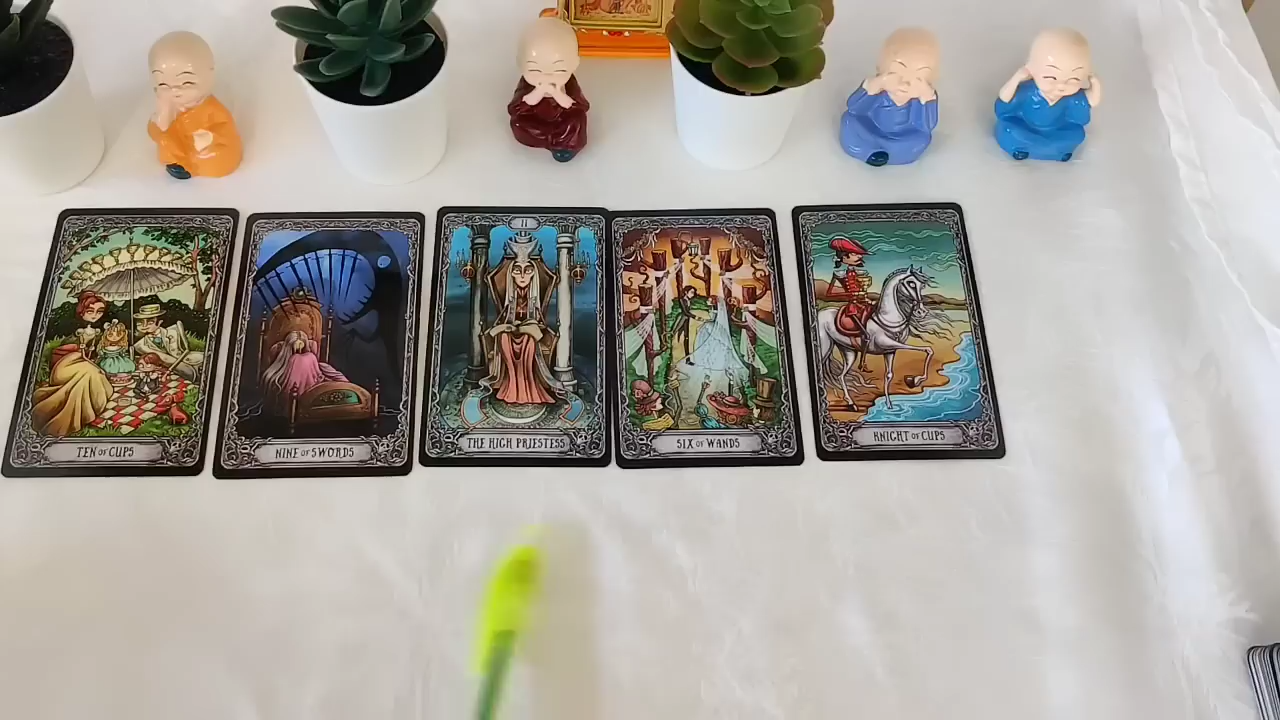 TEN OF CUPS
NINE OF SWORDS
II
THE HIGH PRIESTESS
SIX OF WANDS
KNIGHT OF CUPS